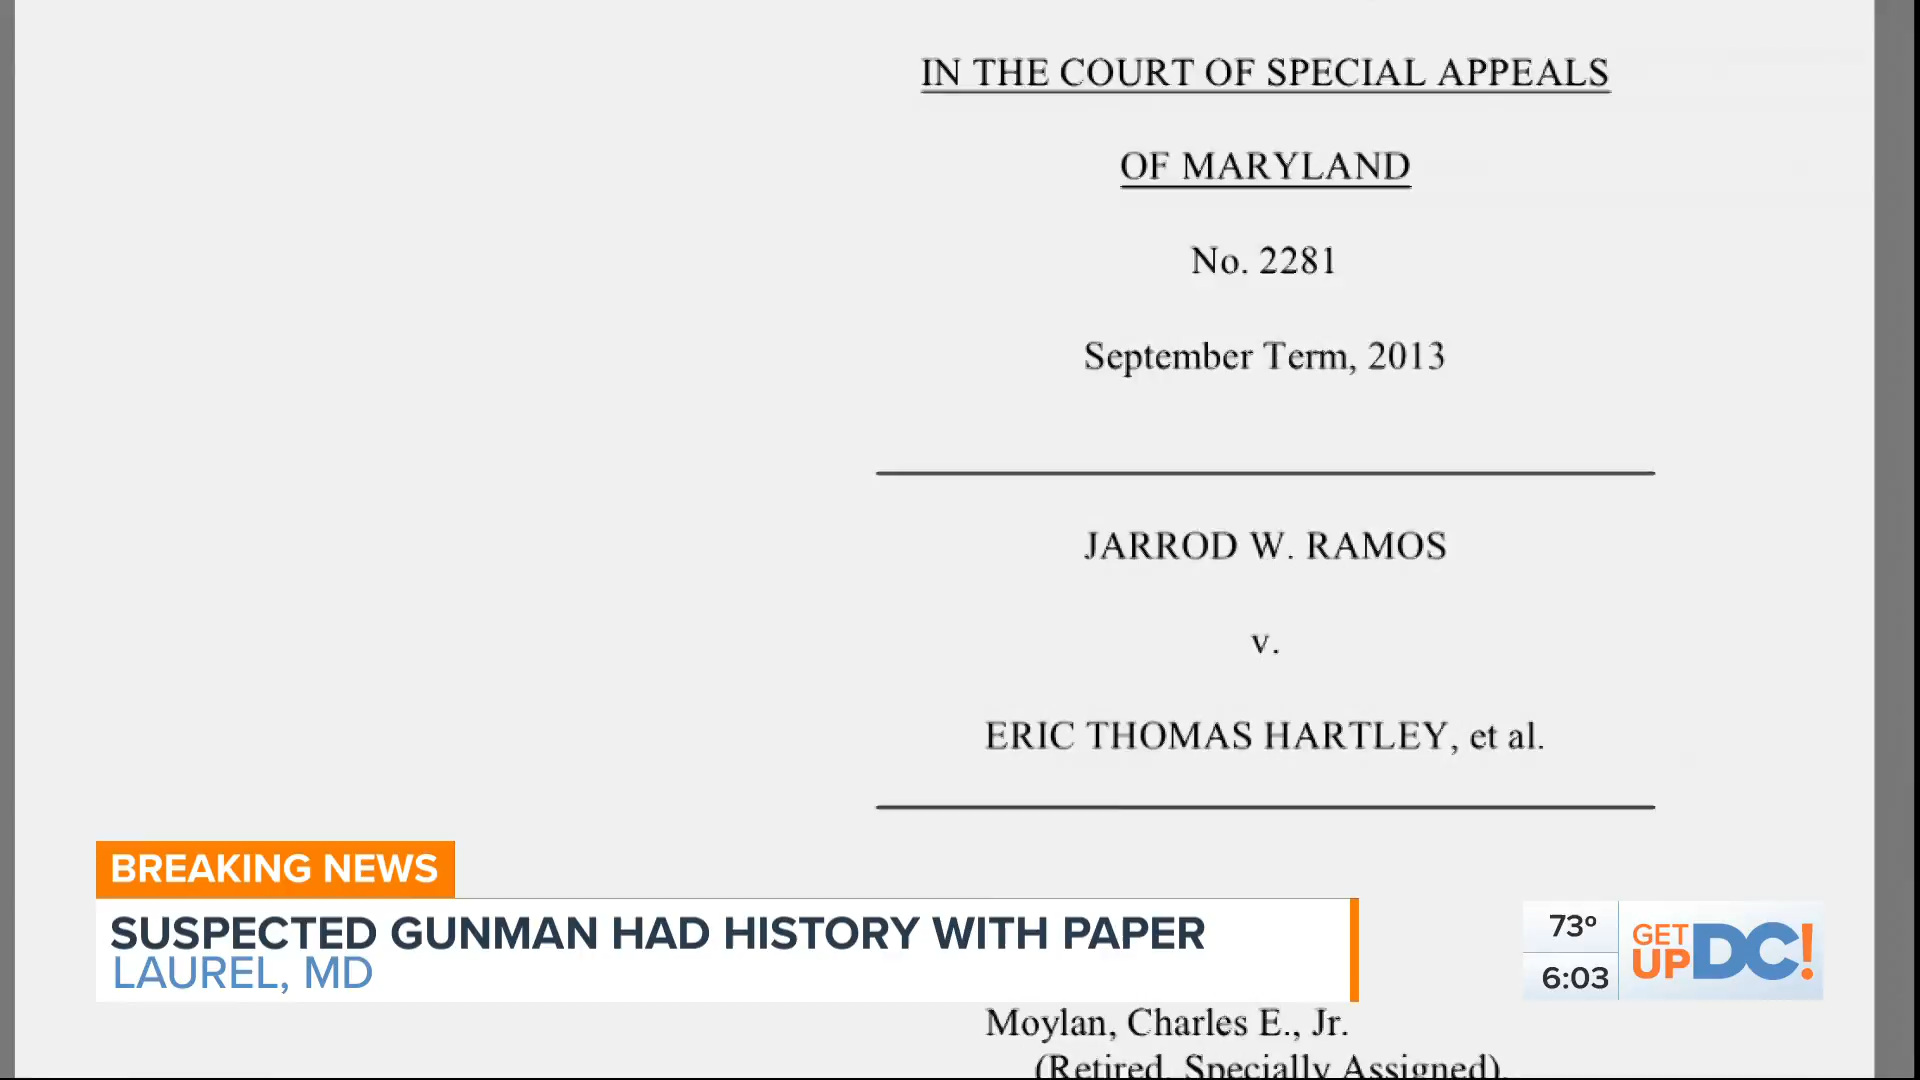 IN THE COURT OF SPECIAL APPEALS
OF MARYLAND
No. 2281
September Term, 2013
JARROD W. RAMOS
v.
ERIC THOMAS HARTLEY, et al.
BREAKING NEWS
SUSPECTED GUNMAN HAD HISTORY WITH PAPER
LAUREL, MD
73º
6:03
GET
UP DC!
Moylan, Charles E., Jr.
(Retired, Specially Assigned),